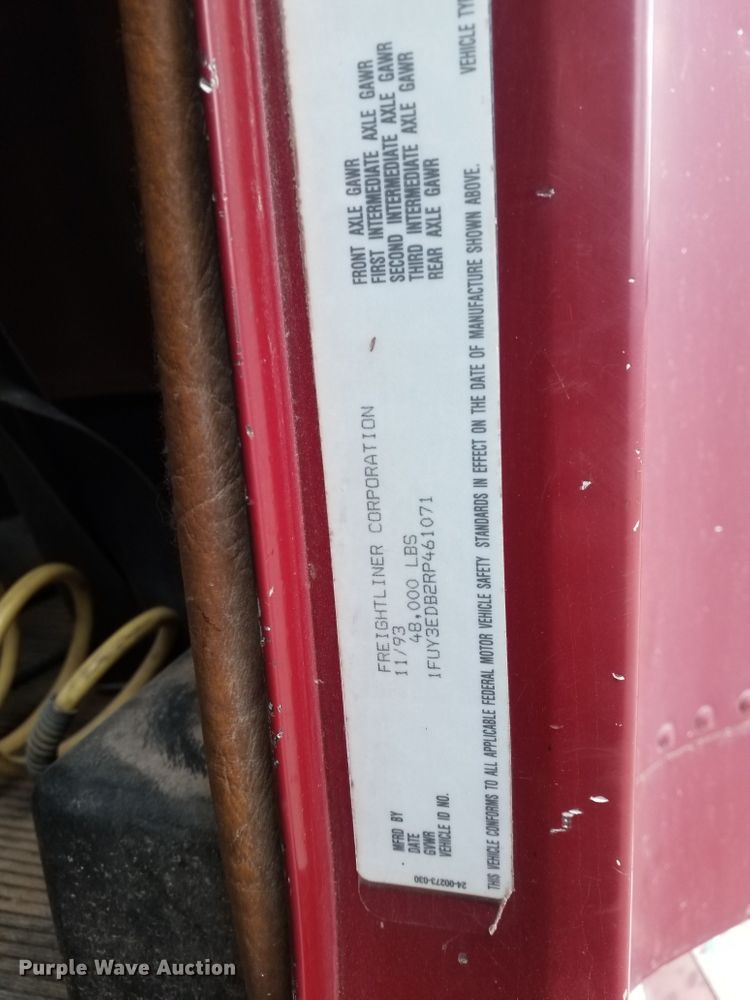 MFRD BY FREIGHTLINER CORPORATION
DATE 11/93
GVWR 48,000 LBS
VEHICLE ID NO. 1FUY3EDB2RP461071
FRONT AXLE GAWR
FIRST INTERMEDIATE AXLE GAWR
SECOND INTERMEDIATE AXLE GAWR
THIRD INTERMEDIATE AXLE GAWR
REAR AXLE GAWR
THIS VEHICLE CONFORMS TO ALL APPLICABLE FEDERAL MOTOR VEHICLE SAFETY STANDARDS IN EFFECT ON THE DATE OF MANUFACTURE SHOWN ABOVE.
VEHICLE TYP
24-00273-030
Purple Wave Auction